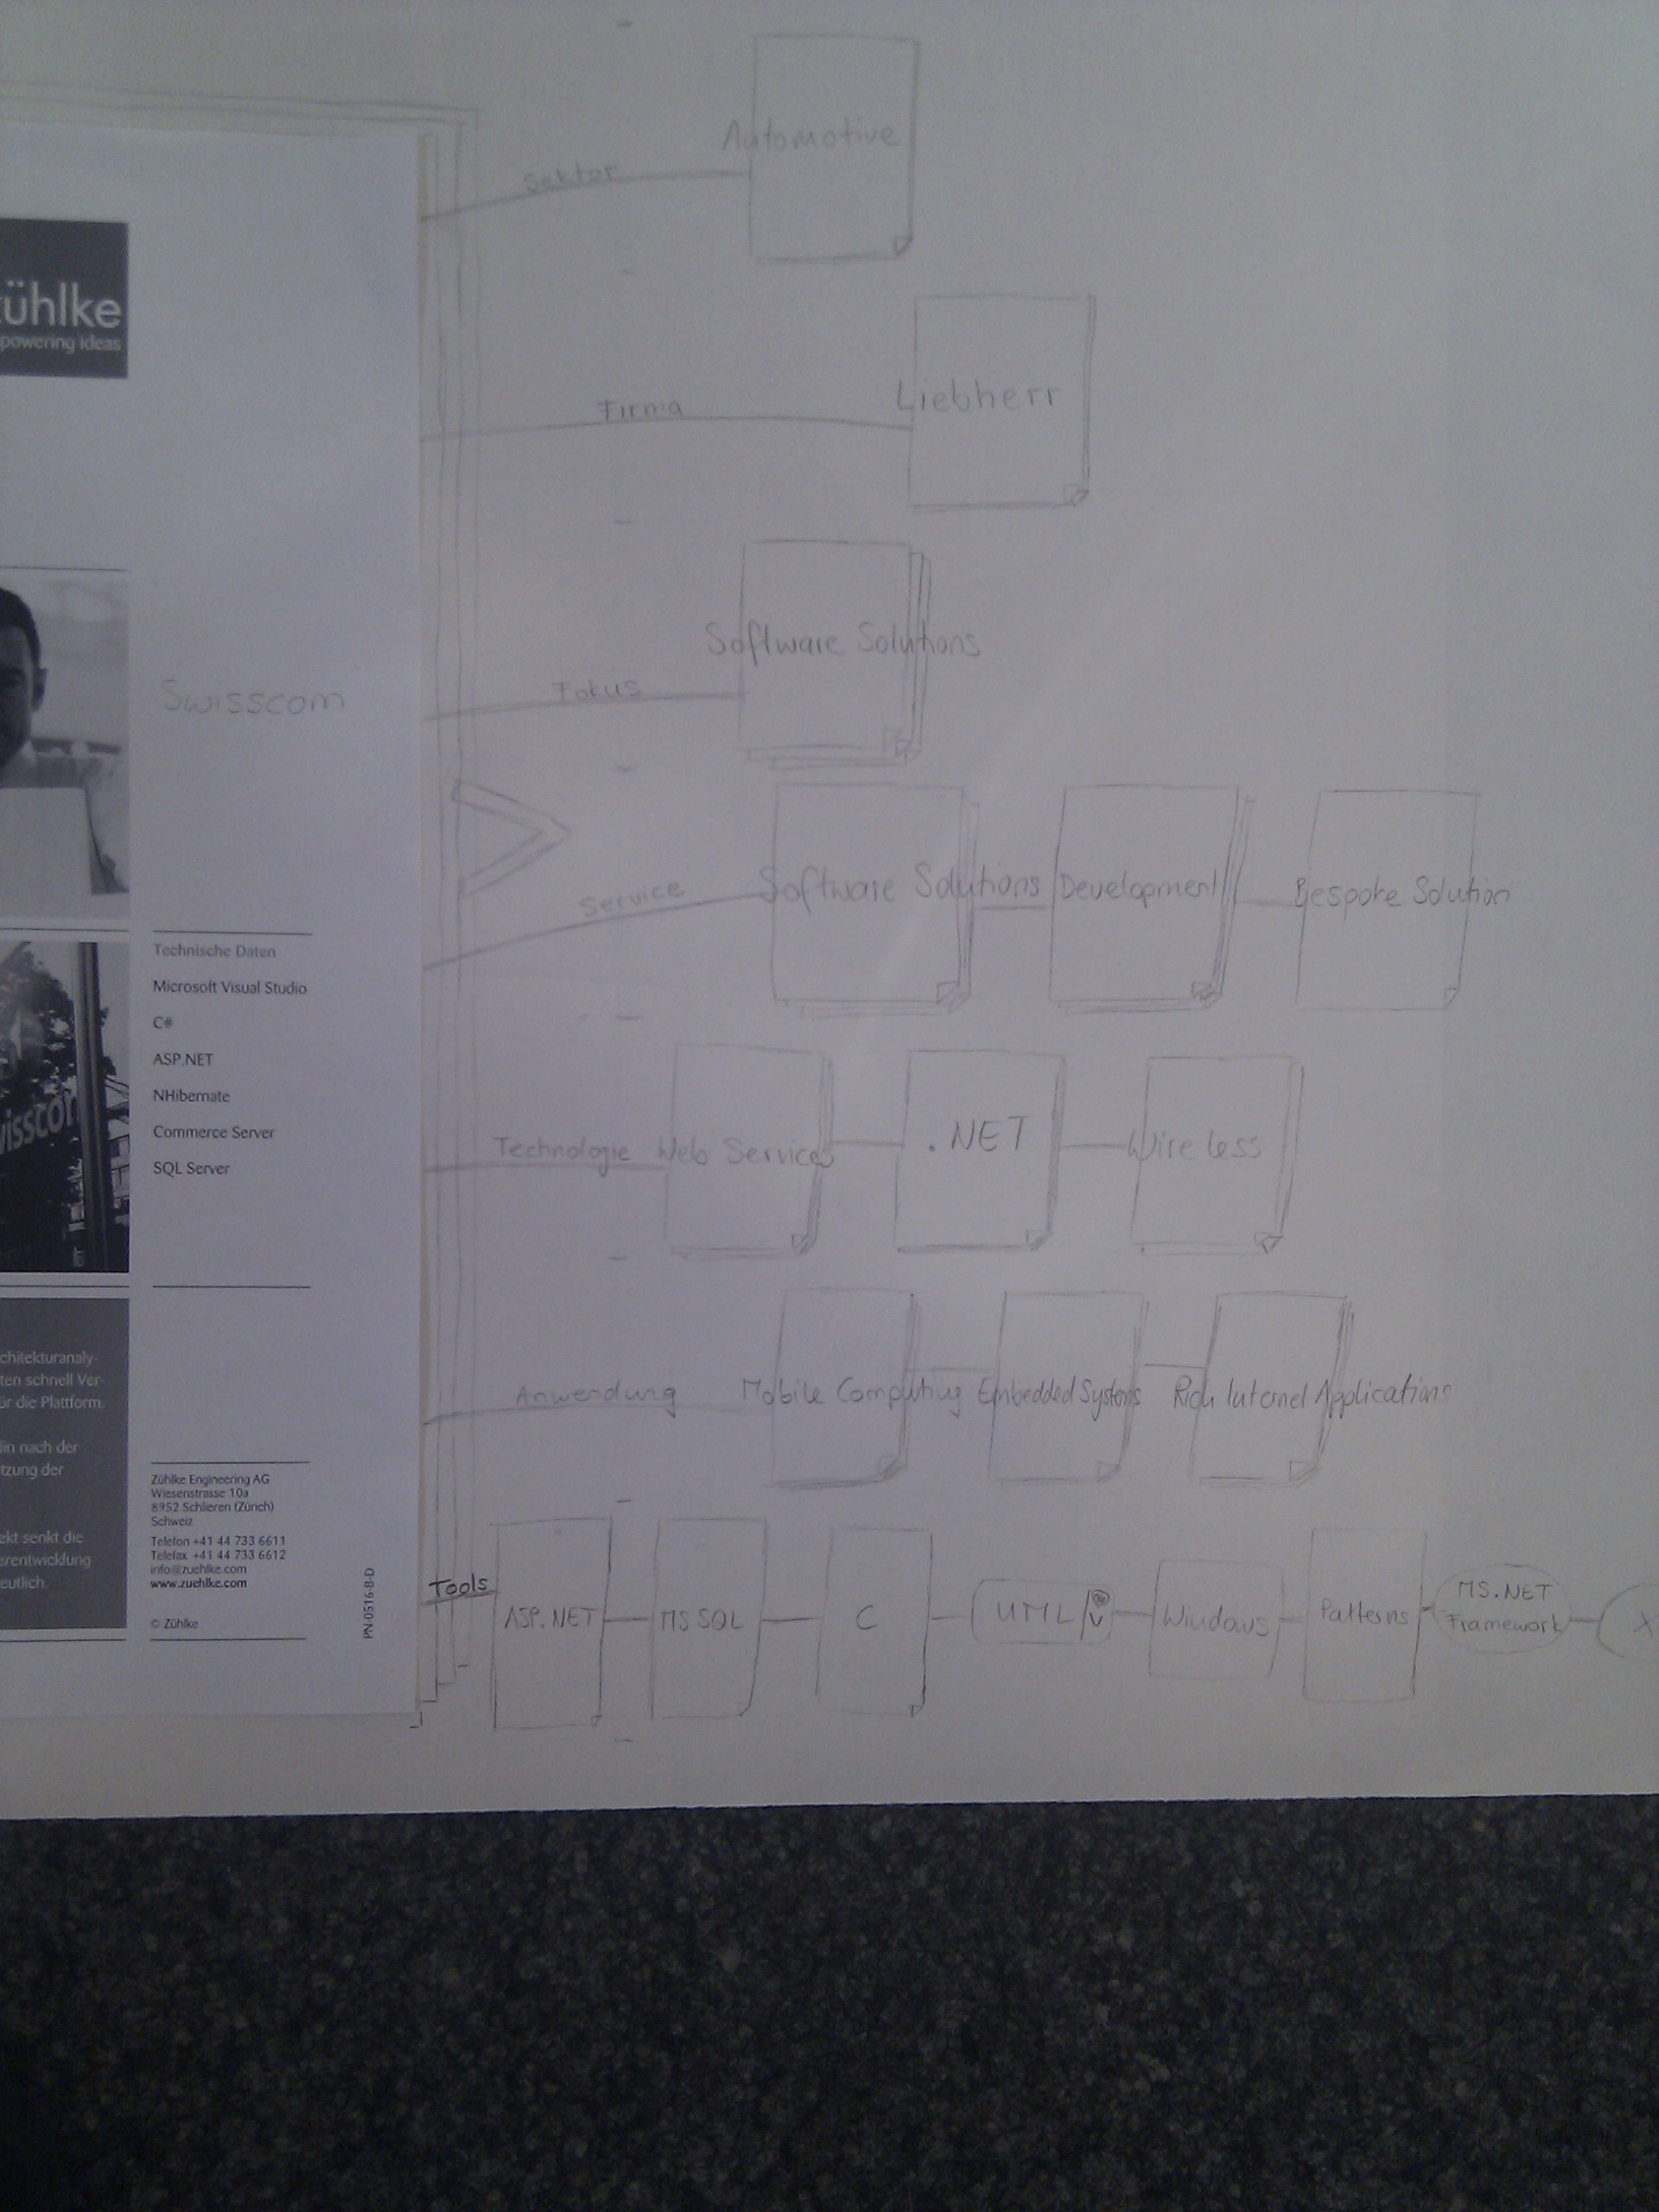 ühlke
powering ideas
Swisscom
Technische Daten
Microsoft Visual Studio
C#
ASP.NET
NHibernate
Commerce Server
SQL Server
wisscom
chitekturanaly-
ten schnell Ver-
ür die Plattform.
lin nach der
tzung der
ekt senkt die
erentwicklung
eutlich.
Zühlke Engineering AG
Wiesenstrasse 10a
8952 Schlieren (Zürich)
Schweiz
Telefon +41 44 733 6611
Telefax +41 44 733 6612
info@zuehlke.com
www.zuehlke.com
© Zühlke
PN-0516-B-D
Sektor Automotive
Firma Liebherr
Fokus Software Solutions
Service Software Solutions Development Bespoke Solution
Technologie Web Services .NET Wireless
Anwendung Mobile Computing Embedded Systems Rich Internet Applications
Tools ASP.NET MS SQL C UML V Windows Patterns MS.NET Framework X